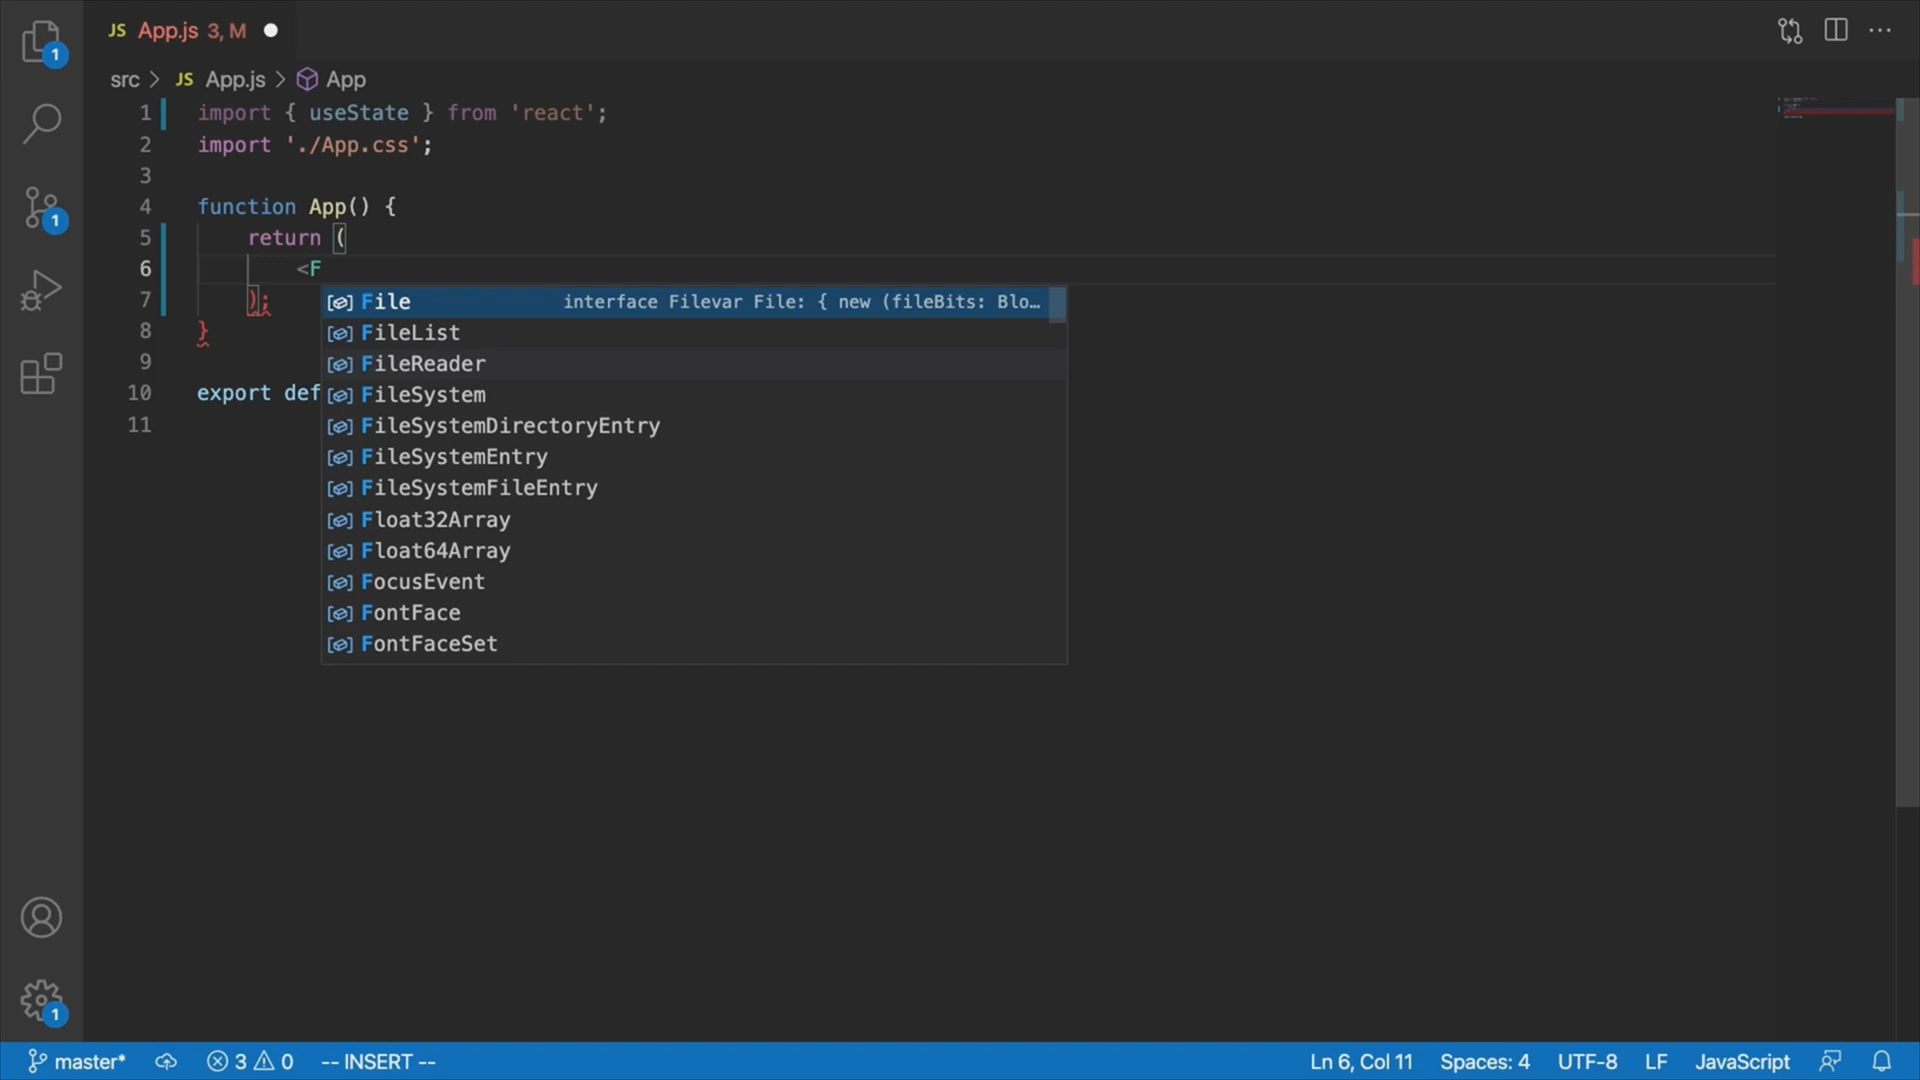 JS App.js 3, M
src > JS App.js > App
1 import { useState } from 'react';
2 import './App.css';
3
4 function App() {
5 return (
6 <F
7 );
8 }
9
10 export def
11
File interface Filevar File: { new (fileBits: Blo…
FileList
FileReader
FileSystem
FileSystemDirectoryEntry
FileSystemEntry
FileSystemFileEntry
Float32Array
Float64Array
FocusEvent
FontFace
FontFaceSet
1
1
1
master* 3 0 -- INSERT -- Ln 6, Col 11 Spaces: 4 UTF-8 LF JavaScript